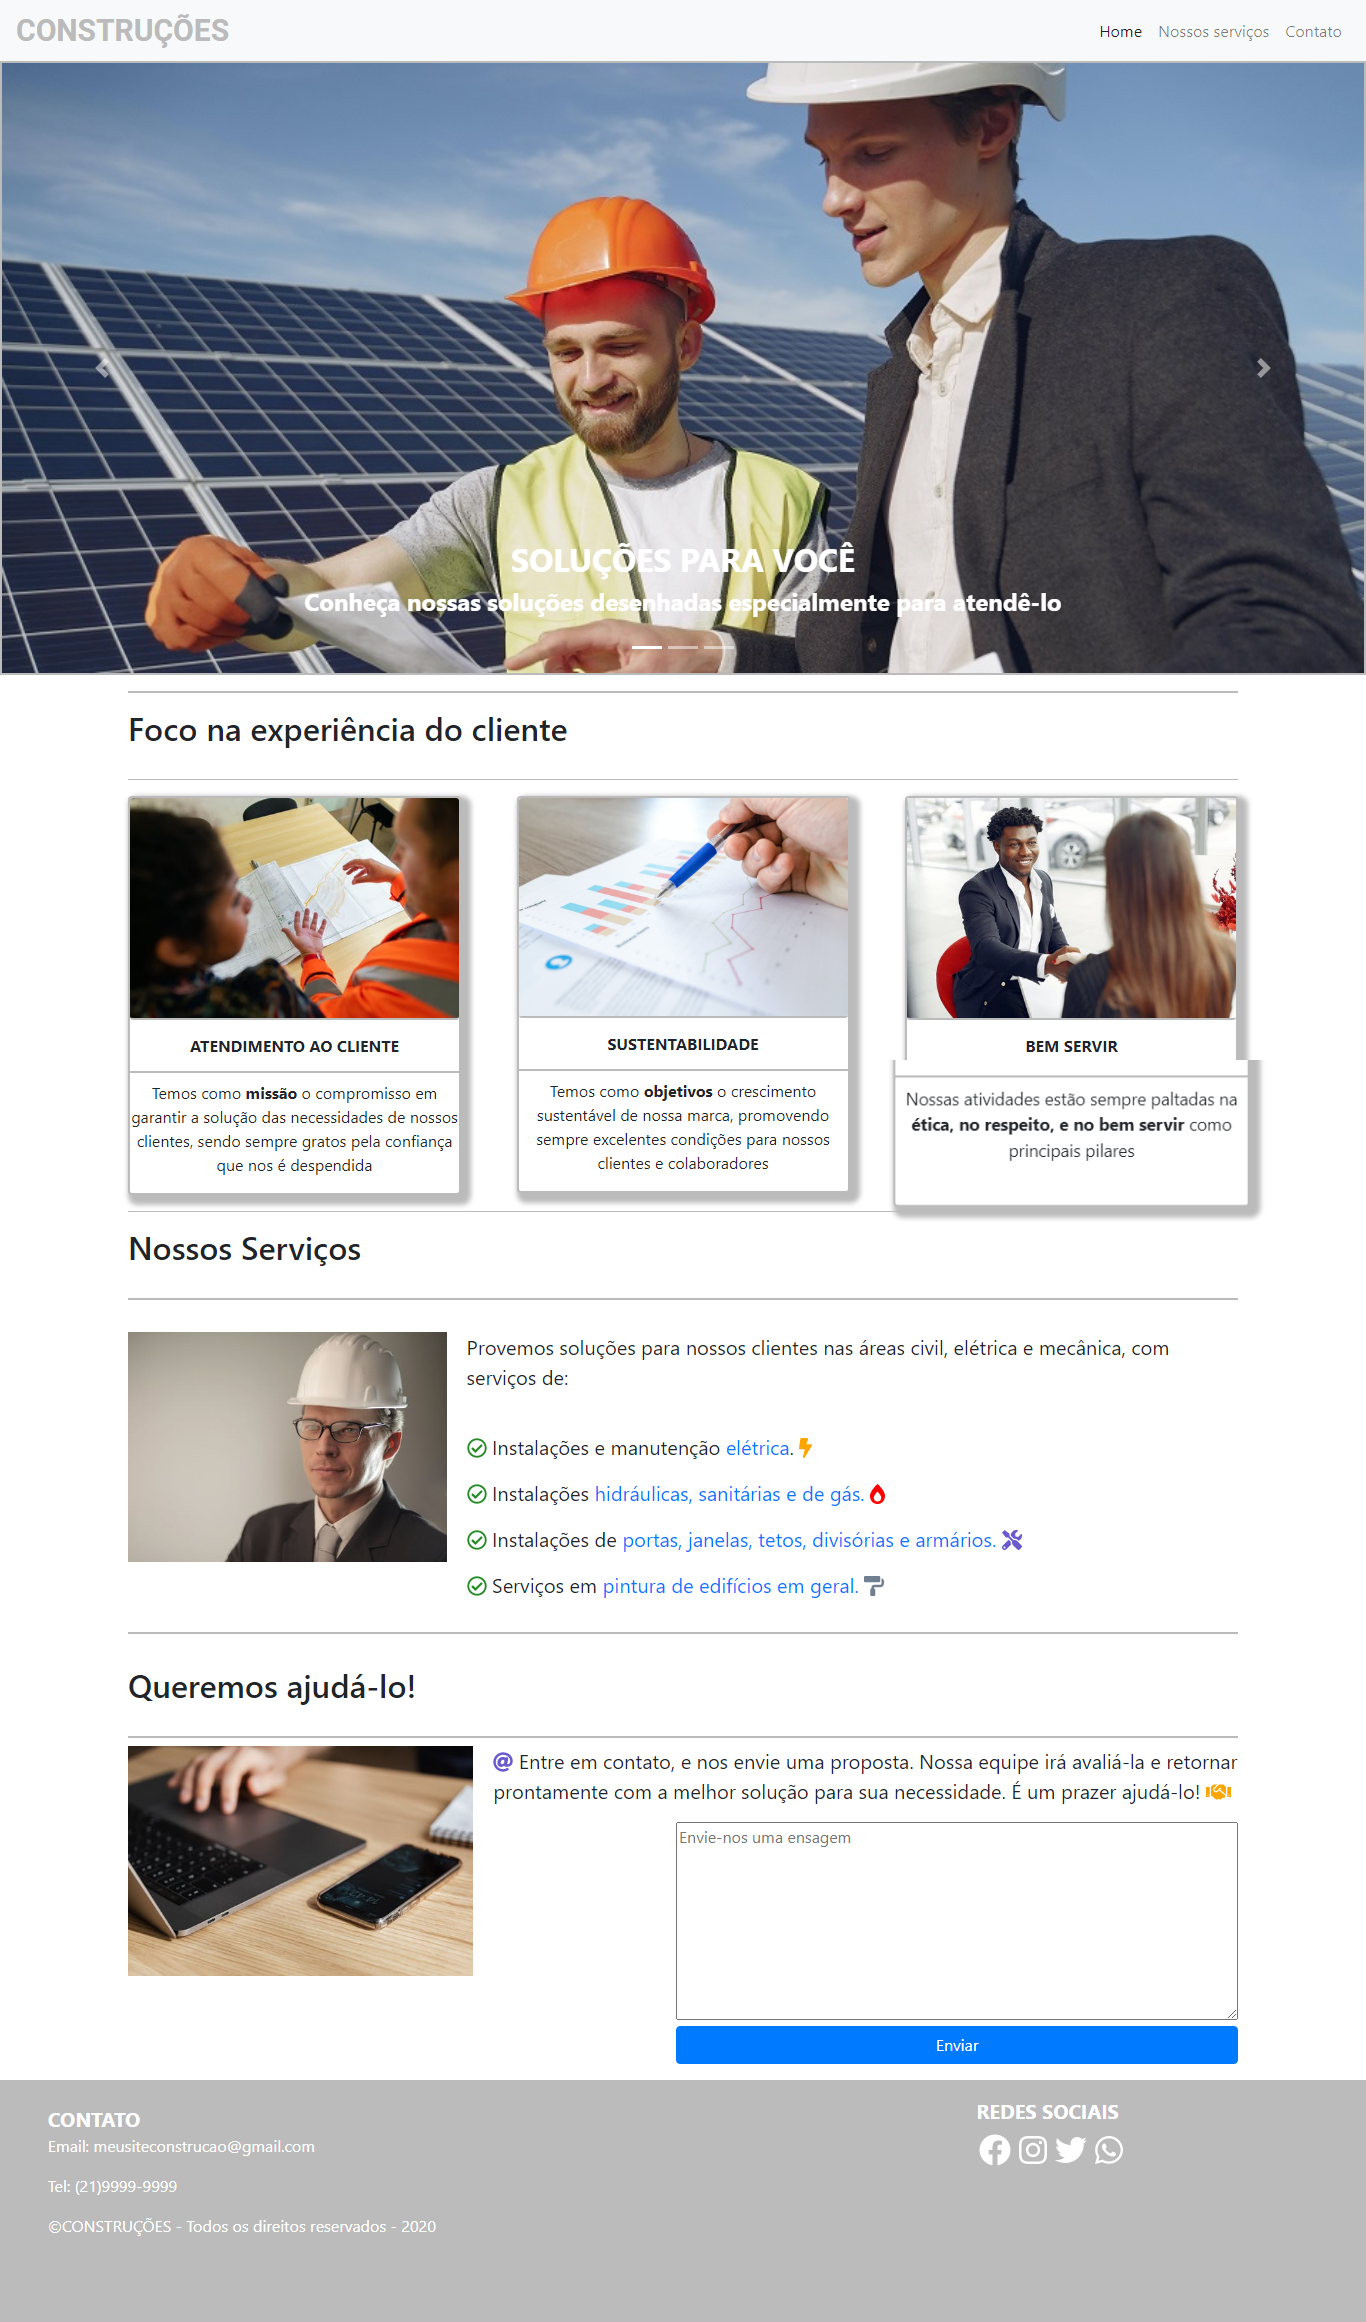 CONSTRUÇÕES
Home Nossos serviços Contato
SOLUÇÕES PARA VOCÊ
Conheça nossas soluções desenhadas especialmente para atendê-lo
Foco na experiência do cliente
ATENDIMENTO AO CLIENTE
Temos como missão o compromisso em
garantir a solução das necessidades de nossos
clientes, sendo sempre gratos pela confiança
que nos é despendida
SUSTENTABILIDADE
Temos como objetivos o crescimento
sustentável de nossa marca, promovendo
sempre excelentes condições para nossos
clientes e colaboradores
BEM SERVIR
Nossas atividades estão sempre paltadas na
ética, no respeito, e no bem servir como
principais pilares
Nossos Serviços
Provemos soluções para nossos clientes nas áreas civil, elétrica e mecânica, com
serviços de:
Instalações e manutenção elétrica.
Instalações hidráulicas, sanitárias e de gás.
Instalações de portas, janelas, tetos, divisórias e armários.
Serviços em pintura de edifícios em geral.
Queremos ajudá-lo!
@ Entre em contato, e nos envie uma proposta. Nossa equipe irá avaliá-la e retornar
prontamente com a melhor solução para sua necessidade. É um prazer ajudá-lo!
Envie-nos uma ensagem
Enviar
CONTATO
Email: meusiteconstrucao@gmail.com
Tel: (21)9999-9999
©CONSTRUÇÕES - Todos os direitos reservados - 2020
REDES SOCIAIS